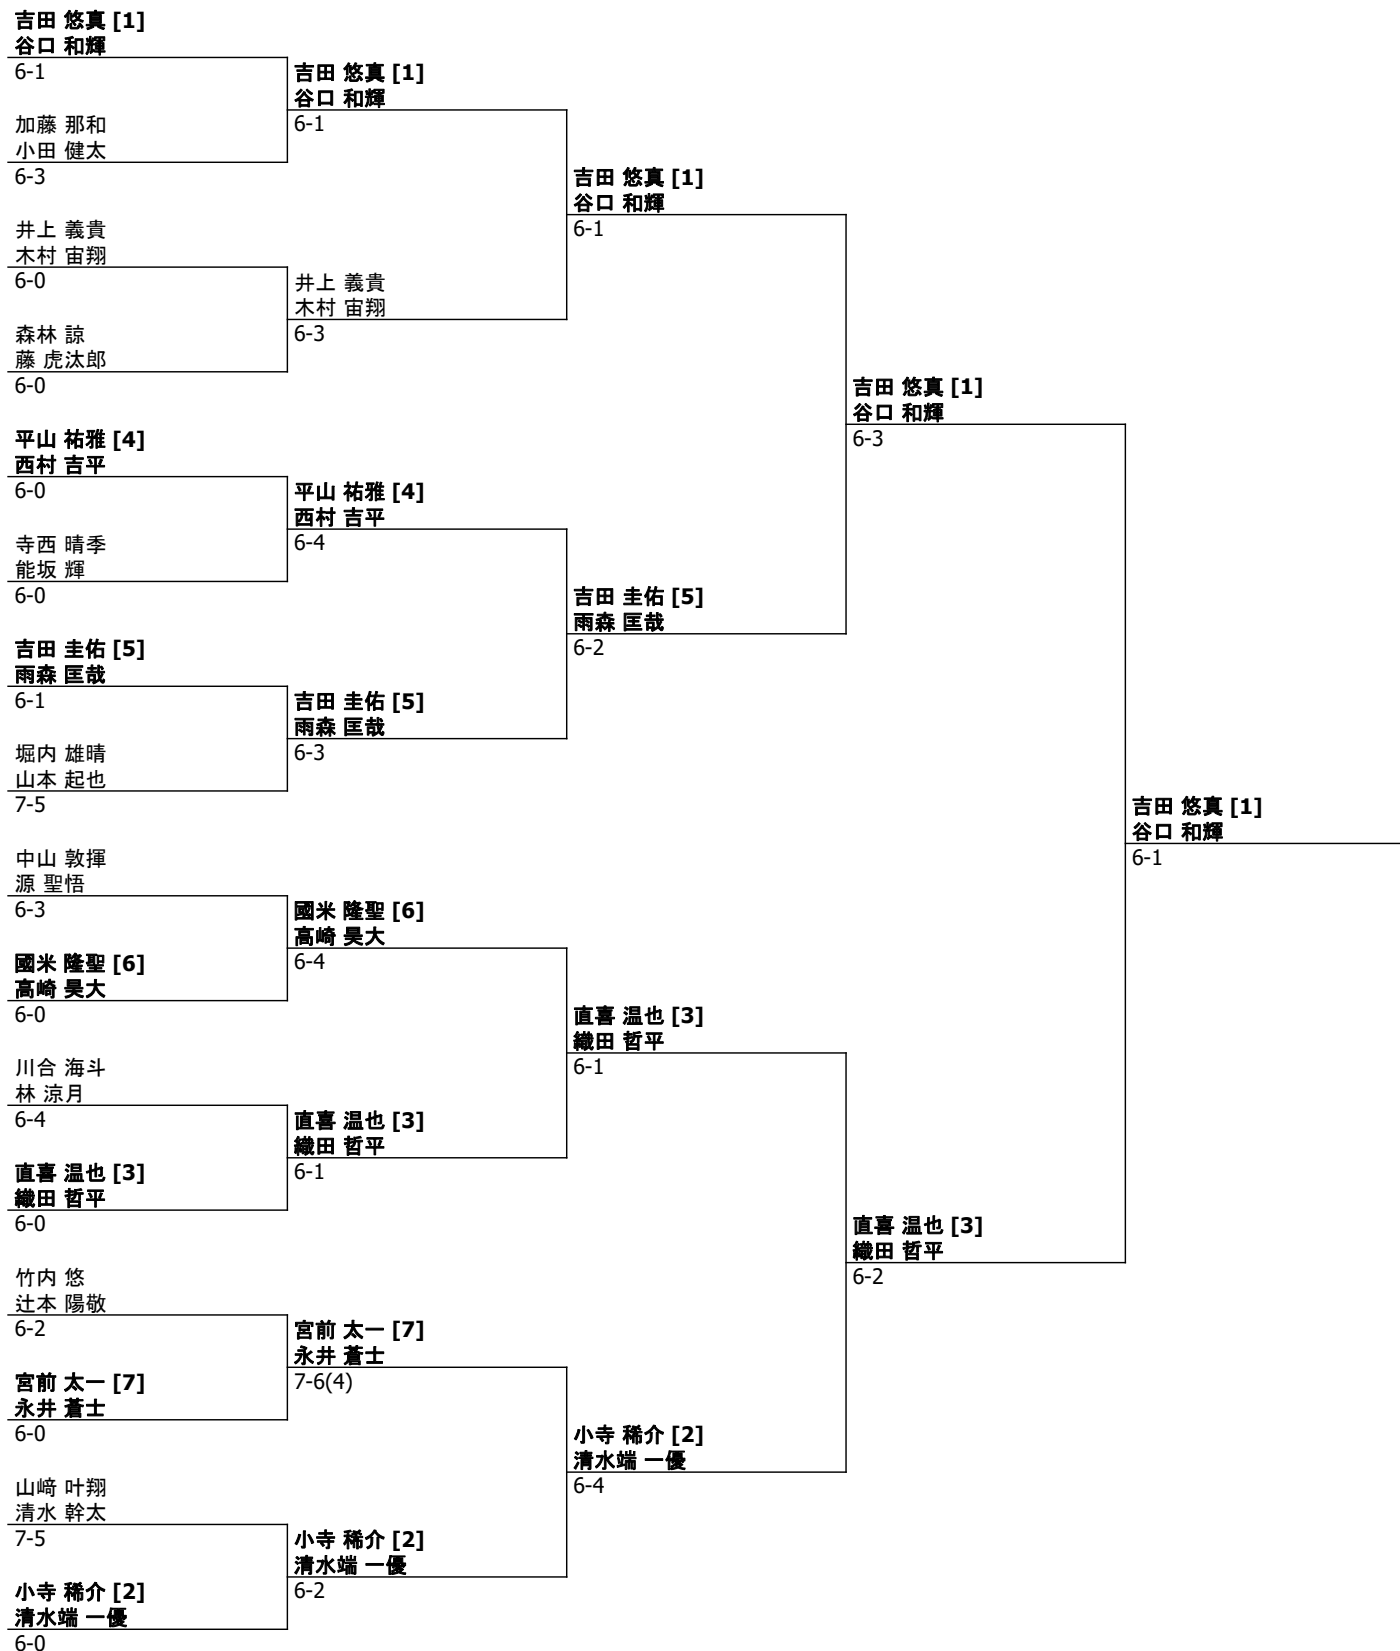 吉田 悠真 [1]
谷口 和輝
6-1
加藤 那和
小田 健太
6-3
井上 義貴
木村 宙翔
6-0
森林 諒
藤 虎汰郎
6-0
平山 祐雅 [4]
西村 吉平
6-0
寺西 晴季
能坂 輝
6-0
吉田 圭佑 [5]
雨森 匡哉
6-1
堀内 雄晴
山本 起也
7-5
中山 敦揮
源 聖悟
6-3
國米 隆聖 [6]
高崎 昊大
6-0
川合 海斗
林 涼月
6-4
直喜 温也 [3]
織田 哲平
6-0
竹内 悠
辻本 陽敬
6-2
宮前 太一 [7]
永井 蒼士
6-0
山﨑 叶翔
清水 幹太
7-5
小寺 稀介 [2]
清水端 一優
6-0
吉田 悠真 [1]
谷口 和輝
6-1
井上 義貴
木村 宙翔
6-3
平山 祐雅 [4]
西村 吉平
6-4
吉田 圭佑 [5]
雨森 匡哉
6-3
國米 隆聖 [6]
高崎 昊大
6-4
直喜 温也 [3]
織田 哲平
6-1
宮前 太一 [7]
永井 蒼士
7-6(4)
小寺 稀介 [2]
清水端 一優
6-2
吉田 悠真 [1]
谷口 和輝
6-1
吉田 圭佑 [5]
雨森 匡哉
6-2
直喜 温也 [3]
織田 哲平
6-1
小寺 稀介 [2]
清水端 一優
6-4
吉田 悠真 [1]
谷口 和輝
6-3
直喜 温也 [3]
織田 哲平
6-2
吉田 悠真 [1]
谷口 和輝
6-1